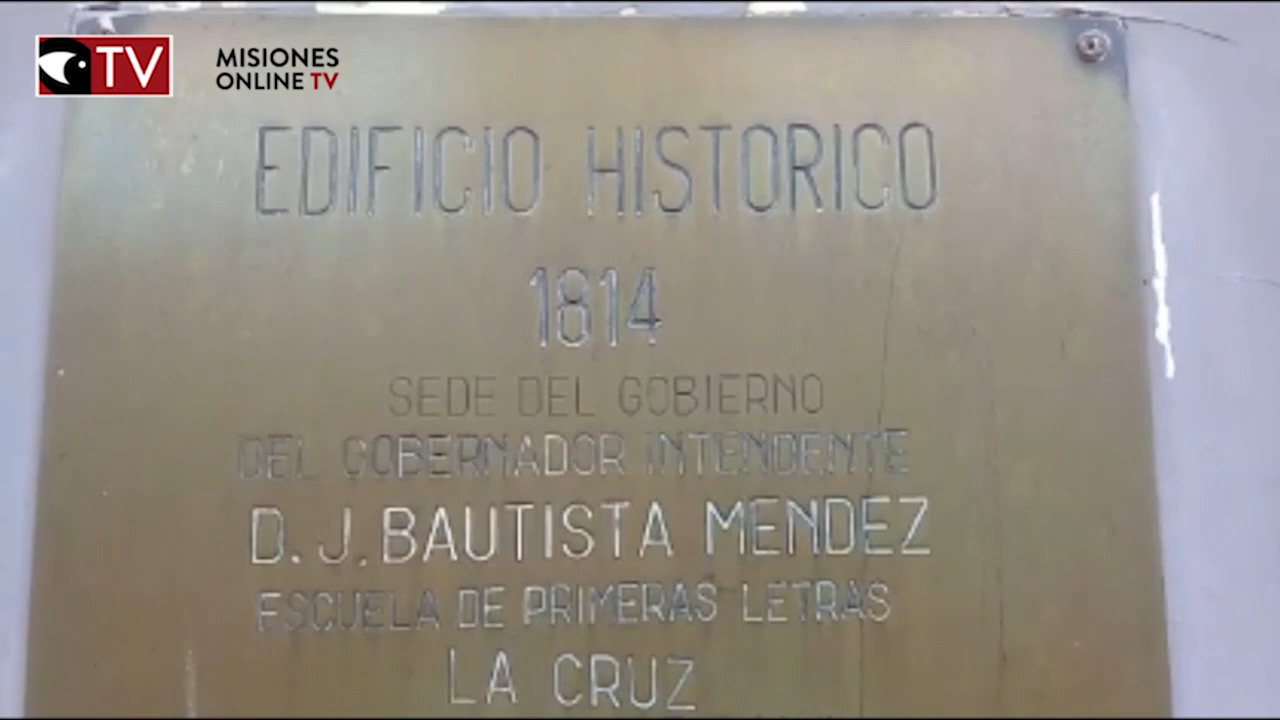 TV
MISIONES
ONLINE TV
EDIFICIO HISTORICO
1814
SEDE DEL GOBIERNO
DEL GOBERNADOR INTENDENTE
D. J. BAUTISTA MENDEZ
ESCUELA DE PRIMERAS LETRAS
LA CRUZ